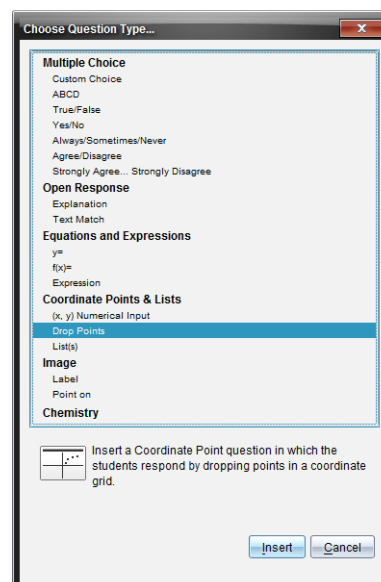 Choose Question Type...
Multiple Choice
Custom Choice
ABCD
True/False
Yes/No
Always/Sometimes/Never
Agree/Disagree
Strongly Agree... Strongly Disagree
Open Response
Explanation
Text Match
Equations and Expressions
y=
f(x)=
Expression
Coordinate Points & Lists
(x, y) Numerical Input
Drop Points
List(s)
Image
Label
Point on
Chemistry
Insert a Coordinate Point question in which the
students respond by dropping points in a coordinate
grid.
Insert
Cancel